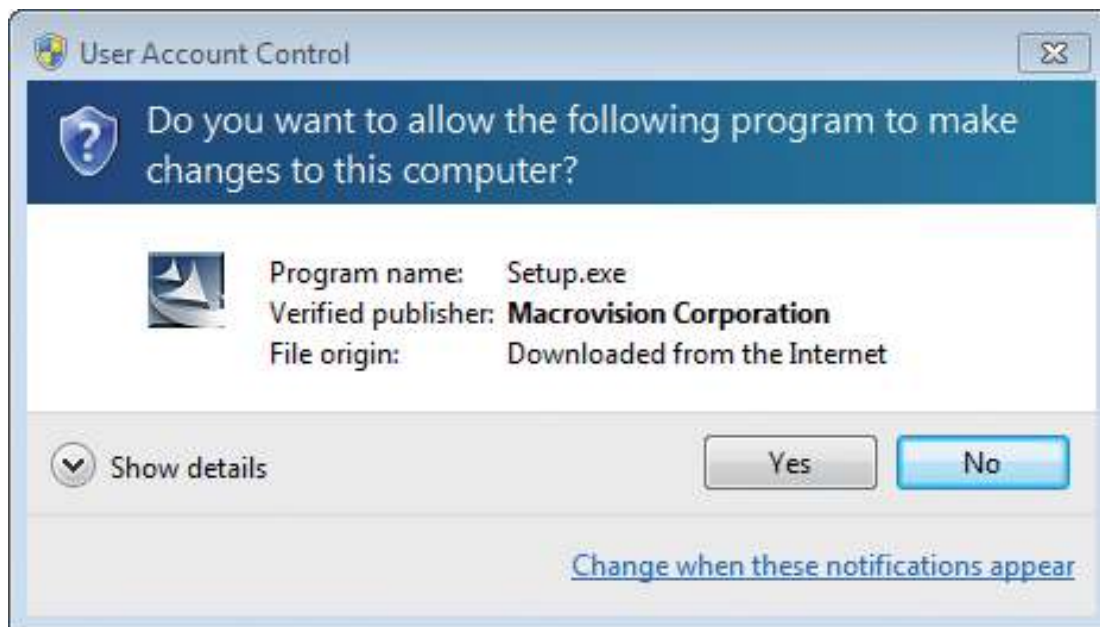 User Account Control
Do you want to allow the following program to make
changes to this computer?
Program name: Setup.exe
Verified publisher: Macrovision Corporation
File origin: Downloaded from the Internet
Show details
Yes
No
Change when these notifications appear